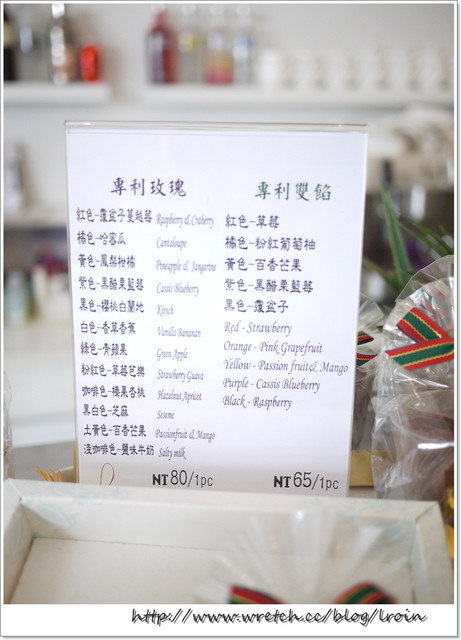 專利玫瑰
紅色-覆盆子蔓越莓 Raspberry & Craberry
橘色-哈密瓜 Cantaloupe
黃色-鳳梨柑橘 Pineapple & Jangerine
紫色-黑醋栗藍莓 Cassis Blueberry
黑色-櫻桃白蘭地 Kirsch
白色-香草香蕉 Vanilla Bananan
綠色-青蘋果 Green Apple
粉紅色-草莓芭樂 Strawberry Guava
咖啡色-榛果杏桃 Hazelnut Apricot
黑白色-芝麻 Seseme
土黃色-百香芒果 Passionfruit & Mango
淺咖啡色-鹽味牛奶 Salty milk
NT 80/1pc
專利雙餡
紅色-草莓
橘色-粉紅葡萄柚
黃色-百香芒果
紫色-黑醋栗藍莓
黑色-覆盆子
Red - Strawberry
Orange - Pink Grapefruit
Yellow - Passion fruit & Mango
Purple - Cassis Blueberry
Black - Raspberry
NT 65/1pc
http://www.wretch.cc/blog/lroin